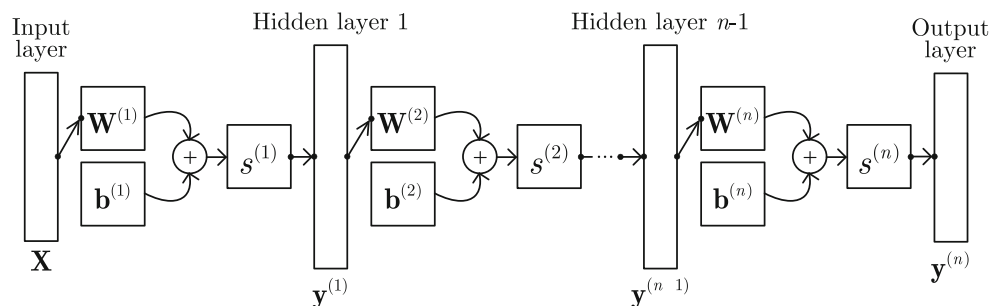 Input
layer
Hidden layer 1
Hidden layer n-1
Output
layer
W^(1)
b^(1)
+
s^(1)
W^(2)
b^(2)
+
s^(2)
W^(n)
b^(n)
+
s^(n)
X
y^(1)
y^(n 1)
y^(n)